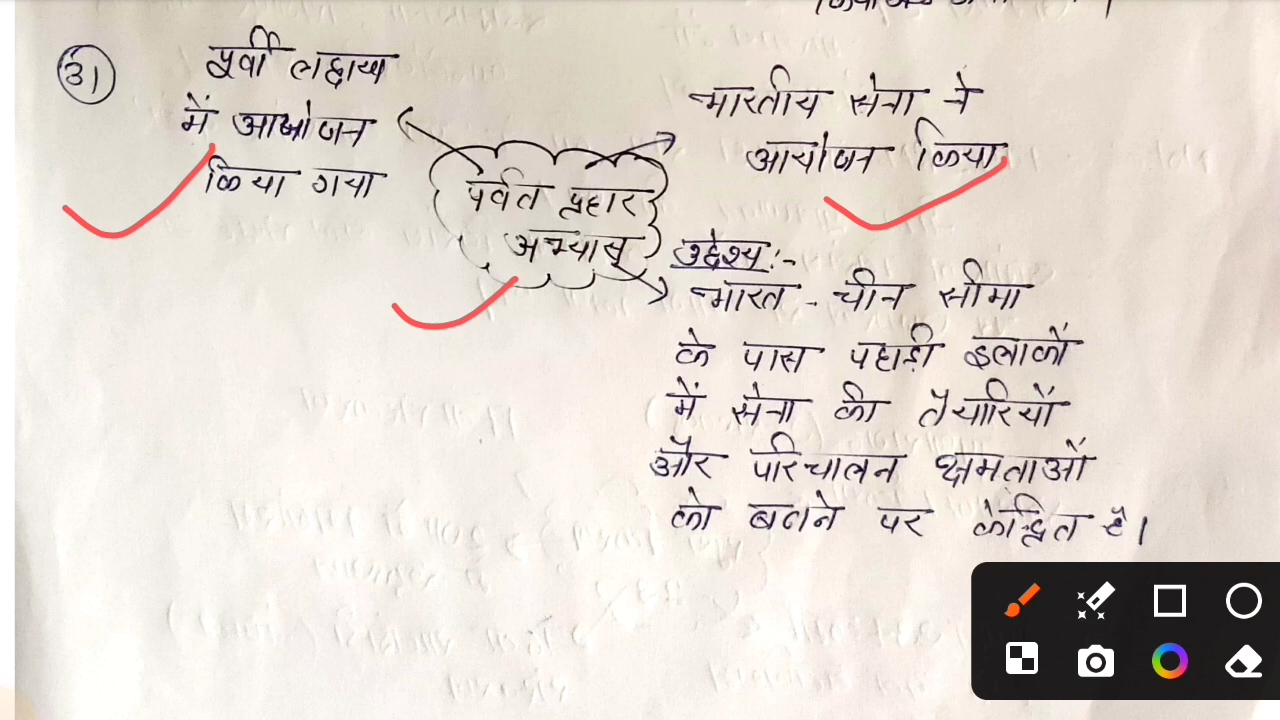 31
पूर्वी लद्दाख
में आयोजन
किया गया
पर्वत प्रहार
अभ्यास
भारतीय सेना ने
आयोजन किया
उद्देश्य :-
भारत - चीन सीमा
के पास पहाड़ी इलाकों
में सेना की तैयारियों
और परिचालन क्षमताओं
को बढाने पर केन्द्रित है।